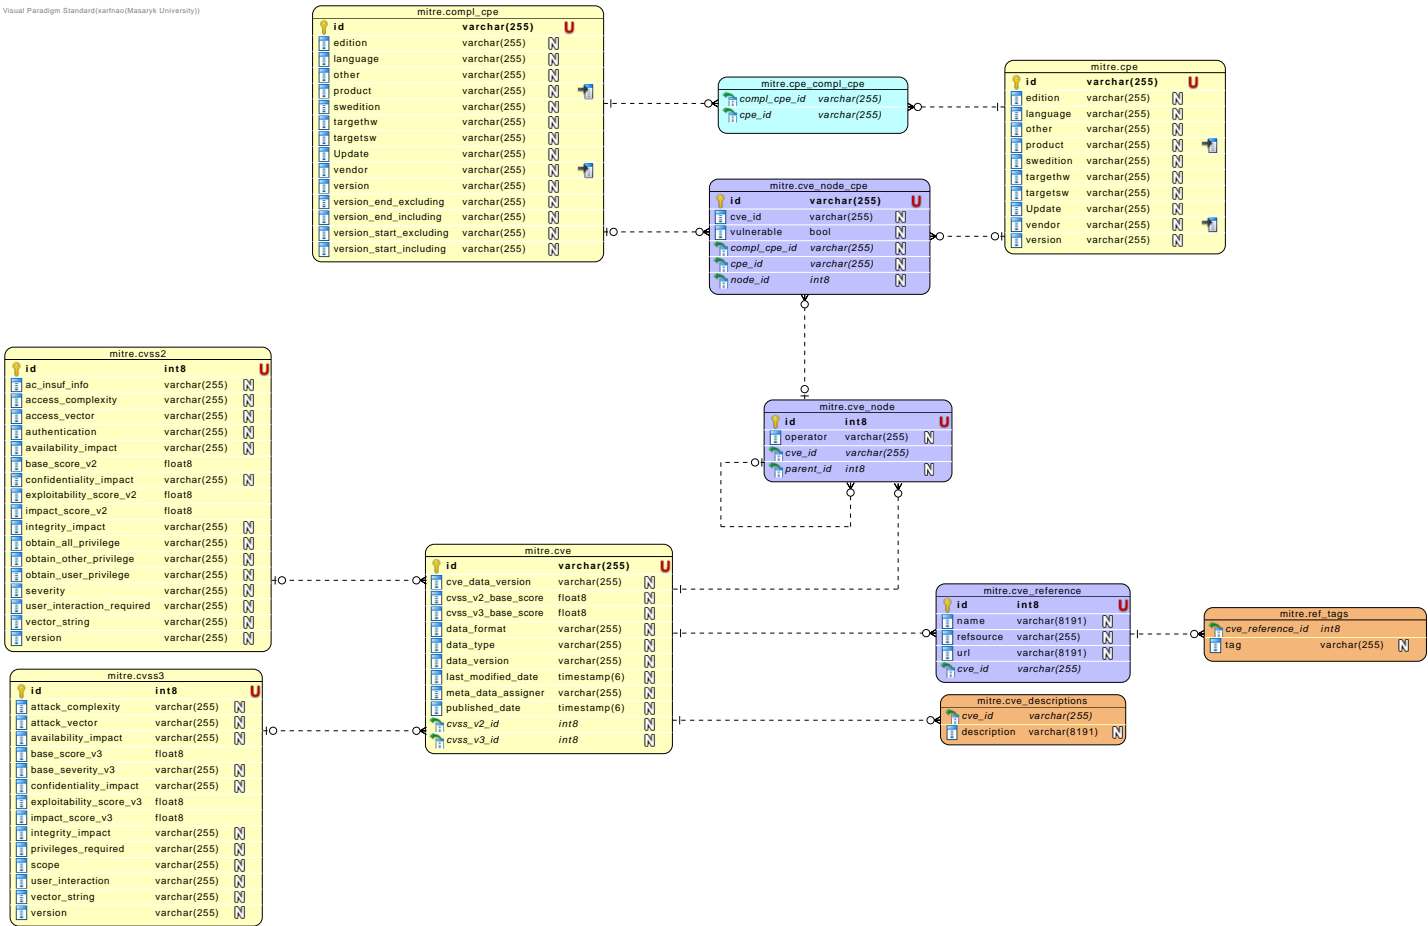 Visual Paradigm Standard(xarfnao(Masaryk University))
mitre.compl_cpe
id varchar(255) U
edition varchar(255) N
language varchar(255) N
other varchar(255) N
product varchar(255) N
swedition varchar(255) N
targethw varchar(255) N
targetsw varchar(255) N
Update varchar(255) N
vendor varchar(255) N
version varchar(255) N
version_end_excluding varchar(255) N
version_end_including varchar(255) N
version_start_excluding varchar(255) N
version_start_including varchar(255) N
mitre.cpe_compl_cpe
compl_cpe_id varchar(255)
cpe_id varchar(255)
mitre.cpe
id varchar(255) U
edition varchar(255) N
language varchar(255) N
other varchar(255) N
product varchar(255) N
swedition varchar(255) N
targethw varchar(255) N
targetsw varchar(255) N
Update varchar(255) N
vendor varchar(255) N
version varchar(255) N
mitre.cve_node_cpe
id varchar(255) U
cve_id varchar(255) N
vulnerable bool N
compl_cpe_id varchar(255) N
cpe_id varchar(255) N
node_id int8 N
mitre.cvss2
id int8 U
ac_insuf_info varchar(255) N
access_complexity varchar(255) N
access_vector varchar(255) N
authentication varchar(255) N
availability_impact varchar(255) N
base_score_v2 float8
confidentiality_impact varchar(255) N
exploitability_score_v2 float8
impact_score_v2 float8
integrity_impact varchar(255) N
obtain_all_privilege varchar(255) N
obtain_other_privilege varchar(255) N
obtain_user_privilege varchar(255) N
severity varchar(255) N
user_interaction_required varchar(255) N
vector_string varchar(255) N
version varchar(255) N
mitre.cve_node
id int8 U
operator varchar(255) N
cve_id varchar(255)
parent_id int8 N
mitre.cve
id varchar(255) U
cve_data_version varchar(255) N
cvss_v2_base_score float8 N
cvss_v3_base_score float8 N
data_format varchar(255) N
data_type varchar(255) N
data_version varchar(255) N
last_modified_date timestamp(6) N
meta_data_assigner varchar(255) N
published_date timestamp(6) N
cvss_v2_id int8 N
cvss_v3_id int8 N
mitre.cve_reference
id int8 U
name varchar(8191) N
refsource varchar(255) N
url varchar(8191) N
cve_id varchar(255)
mitre.ref_tags
cve_reference_id int8
tag varchar(255) N
mitre.cve_descriptions
cve_id varchar(255)
description varchar(8191) N
mitre.cvss3
id int8 U
attack_complexity varchar(255) N
attack_vector varchar(255) N
availability_impact varchar(255) N
base_score_v3 float8
base_severity_v3 varchar(255) N
confidentiality_impact varchar(255) N
exploitability_score_v3 float8
impact_score_v3 float8
integrity_impact varchar(255) N
privileges_required varchar(255) N
scope varchar(255) N
user_interaction varchar(255) N
vector_string varchar(255) N
version varchar(255) N